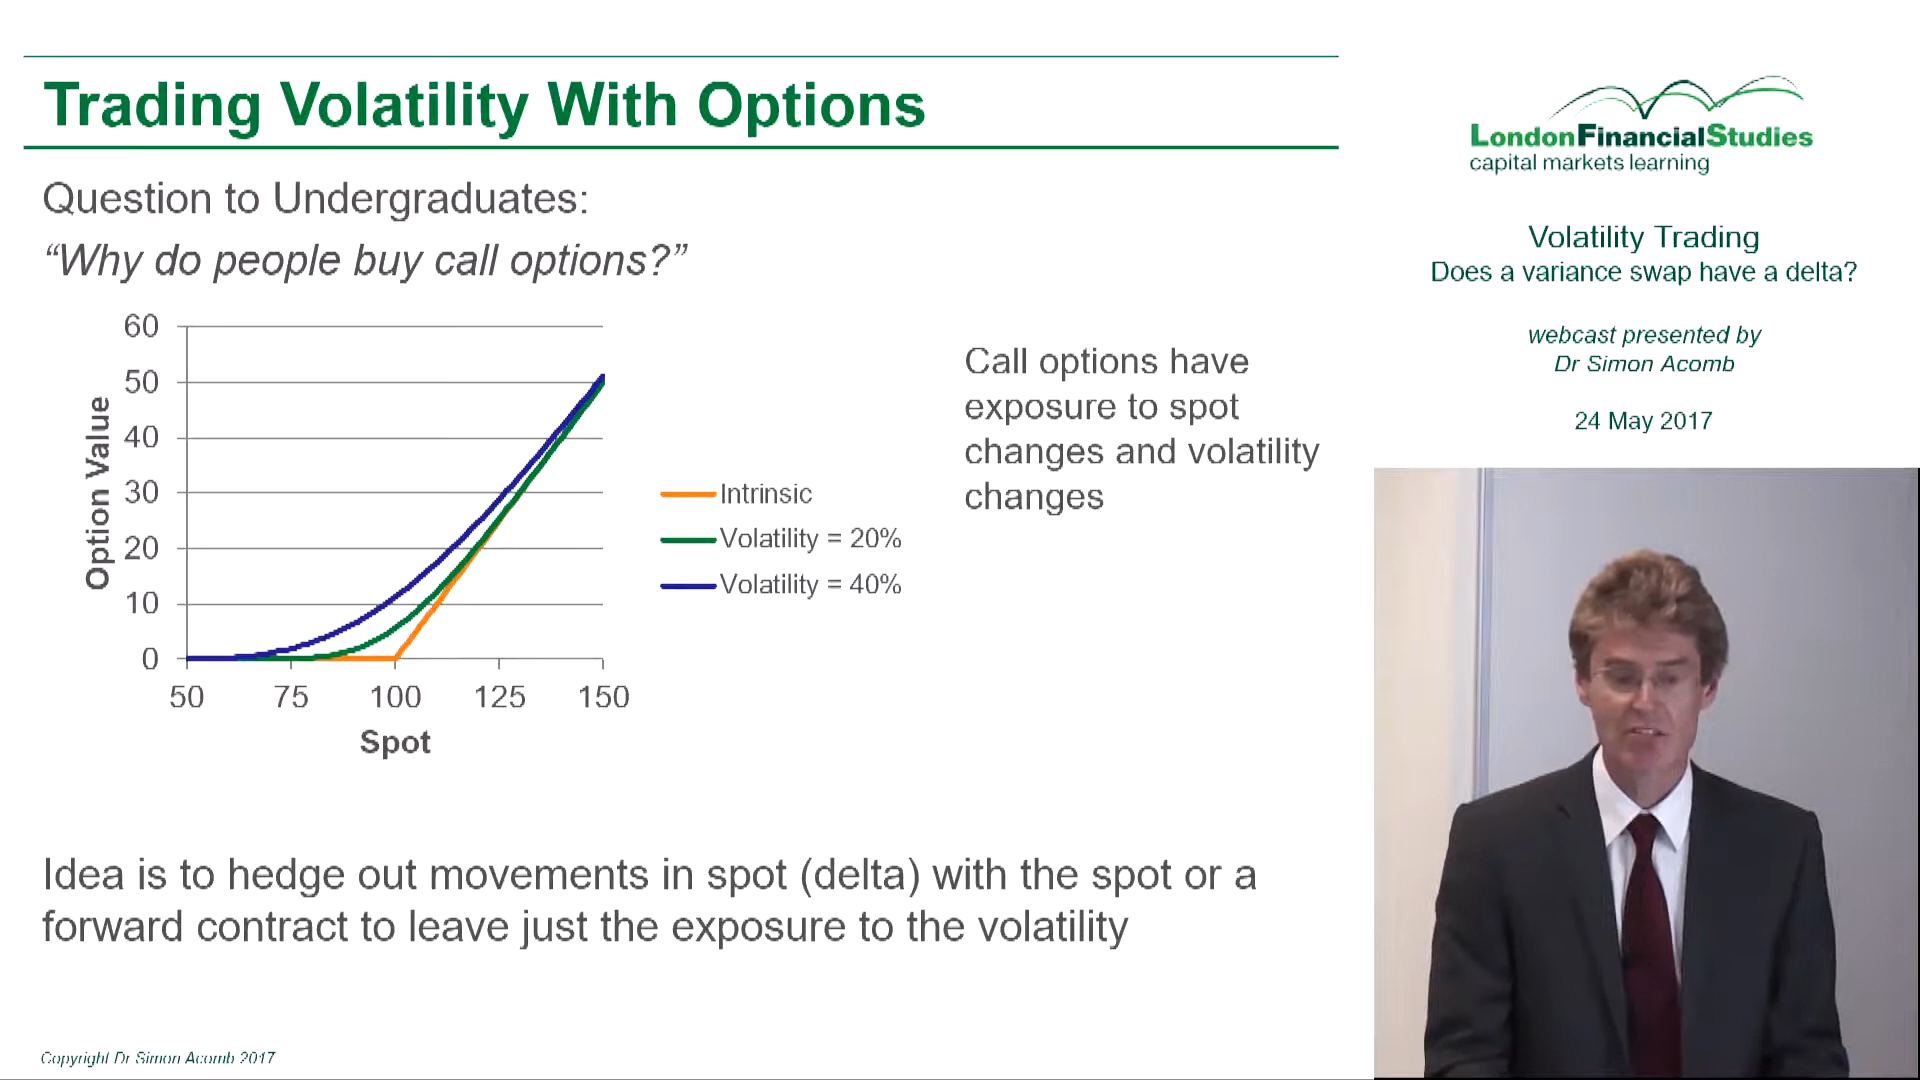 Trading Volatility With Options
Question to Undergraduates:
“Why do people buy call options?”
60
50
40
30
20
10
0
Option Value
50 75 100 125 150
Spot
Intrinsic
Volatility = 20%
Volatility = 40%
Call options have
exposure to spot
changes and volatility
changes
Idea is to hedge out movements in spot (delta) with the spot or a
forward contract to leave just the exposure to the volatility
Copyright Dr Simon Acomb 2017
LondonFinancialStudies
capital markets learning
Volatility Trading
Does a variance swap have a delta?
webcast presented by
Dr Simon Acomb
24 May 2017